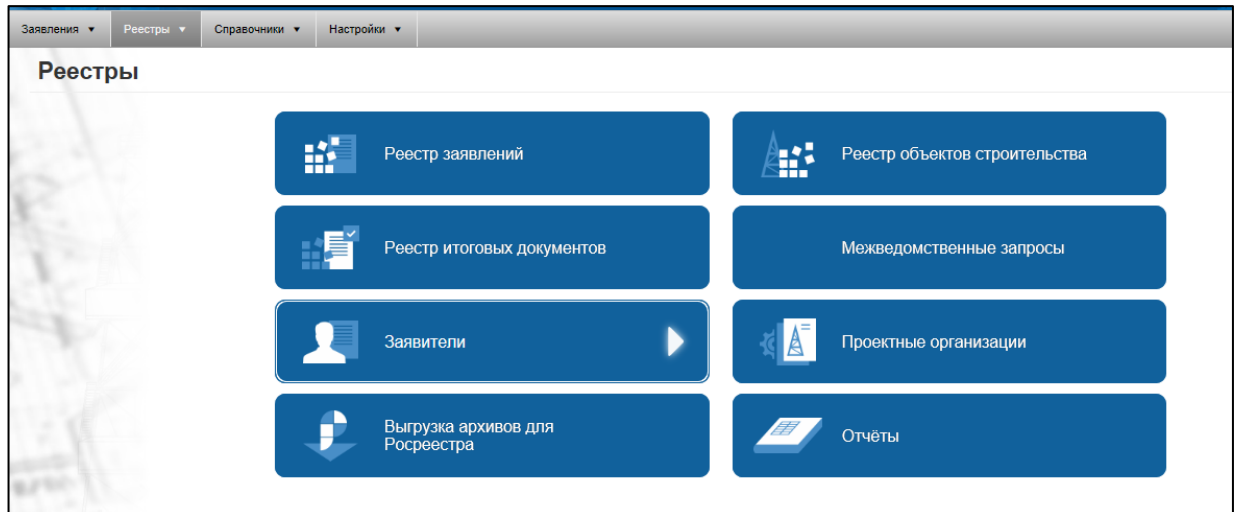 Заявления Реестры Справочники Настройки
Реестры
Реестр заявлений
Реестр объектов строительства
Реестр итоговых документов
Межведомственные запросы
Заявители
Проектные организации
Выгрузка архивов для
Росреестра
Отчёты